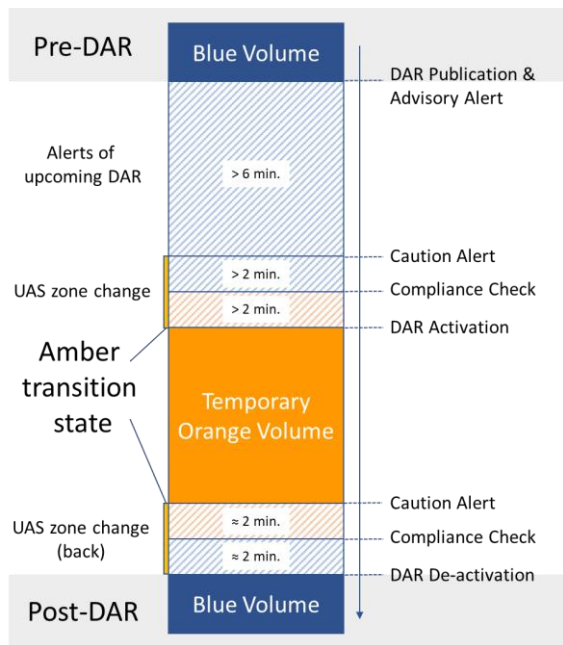 Pre-DAR
Blue Volume
DAR Publication &
Advisory Alert
Alerts of
upcoming DAR
> 6 min.
Caution Alert
> 2 min.
UAS zone change
Compliance Check
> 2 min.
DAR Activation
Amber
transition
state
Temporary
Orange Volume
Caution Alert
≈ 2 min.
UAS zone change
(back)
Compliance Check
≈ 2 min.
DAR De-activation
Post-DAR
Blue Volume